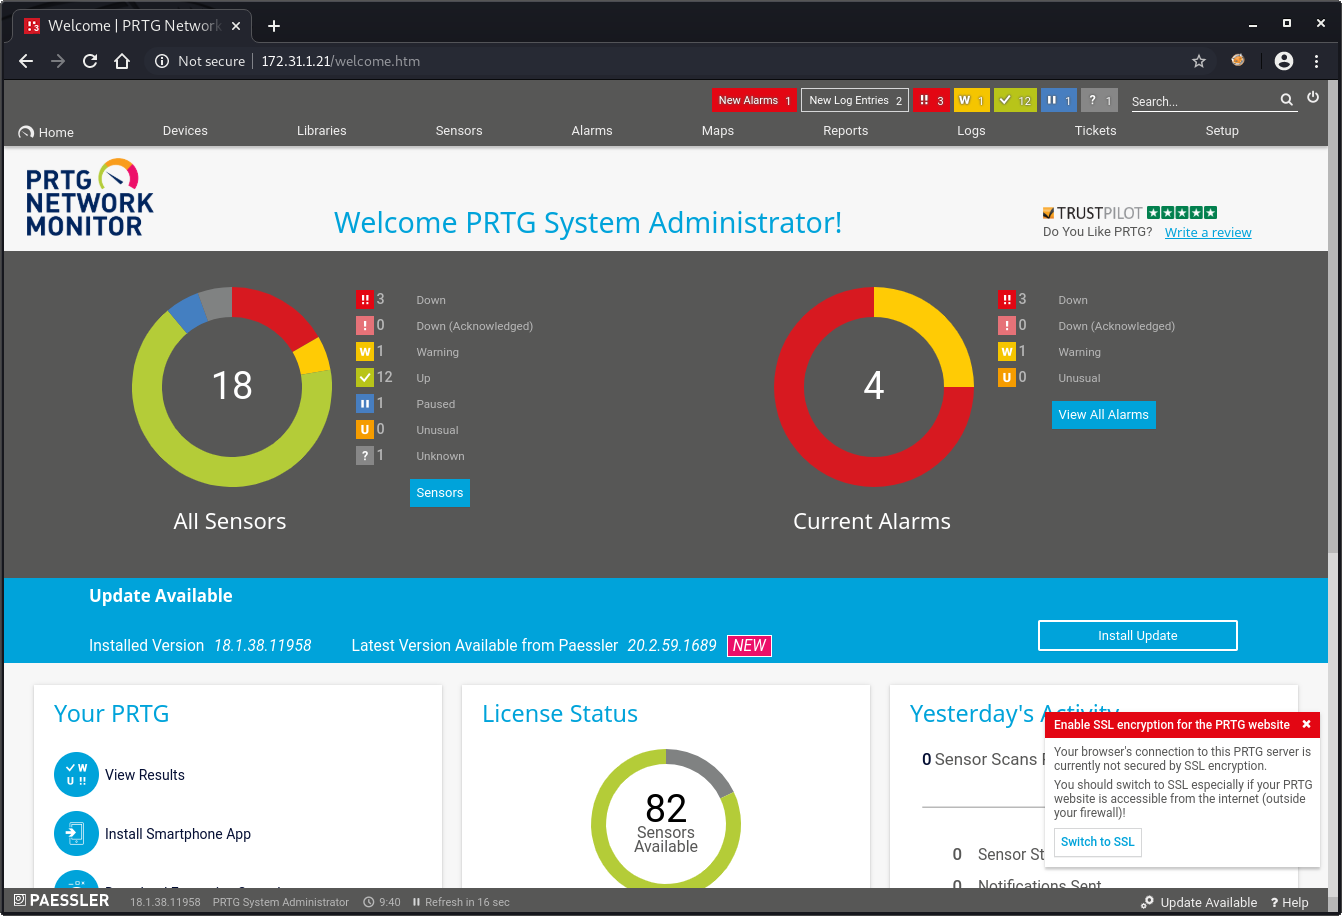 Welcome | PRTG Network
Not secure 172.31.1.21/welcome.htm
New Alarms 1
New Log Entries 2
!! 3
W 1
12
1
? 1
Search...
Home
Devices
Libraries
Sensors
Alarms
Maps
Reports
Logs
Tickets
Setup
PRTG
NETWORK
MONITOR
Welcome PRTG System Administrator!
TRUSTPILOT
Do You Like PRTG? Write a review
18
All Sensors
!! 3 Down
! 0 Down (Acknowledged)
W 1 Warning
12 Up
1 Paused
U 0 Unusual
? 1 Unknown
Sensors
4
Current Alarms
!! 3 Down
! 0 Down (Acknowledged)
W 1 Warning
U 0 Unusual
View All Alarms
Update Available
Installed Version 18.1.38.11958 Latest Version Available from Paessler 20.2.59.1689 NEW
Install Update
Your PRTG
W
U !!
View Results
Install Smartphone App
License Status
82
Sensors
Available
Yesterday's Activity
0 Sensor Scans
0 Sensor St
0 Notifications Sent
Enable SSL encryption for the PRTG website
Your browser's connection to this PRTG server is
currently not secured by SSL encryption.
You should switch to SSL especially if your PRTG
website is accessible from the internet (outside
your firewall)!
Switch to SSL
PAESSLER 18.1.38.11958 PRTG System Administrator 9:40 Refresh in 16 sec
Update Available ? Help